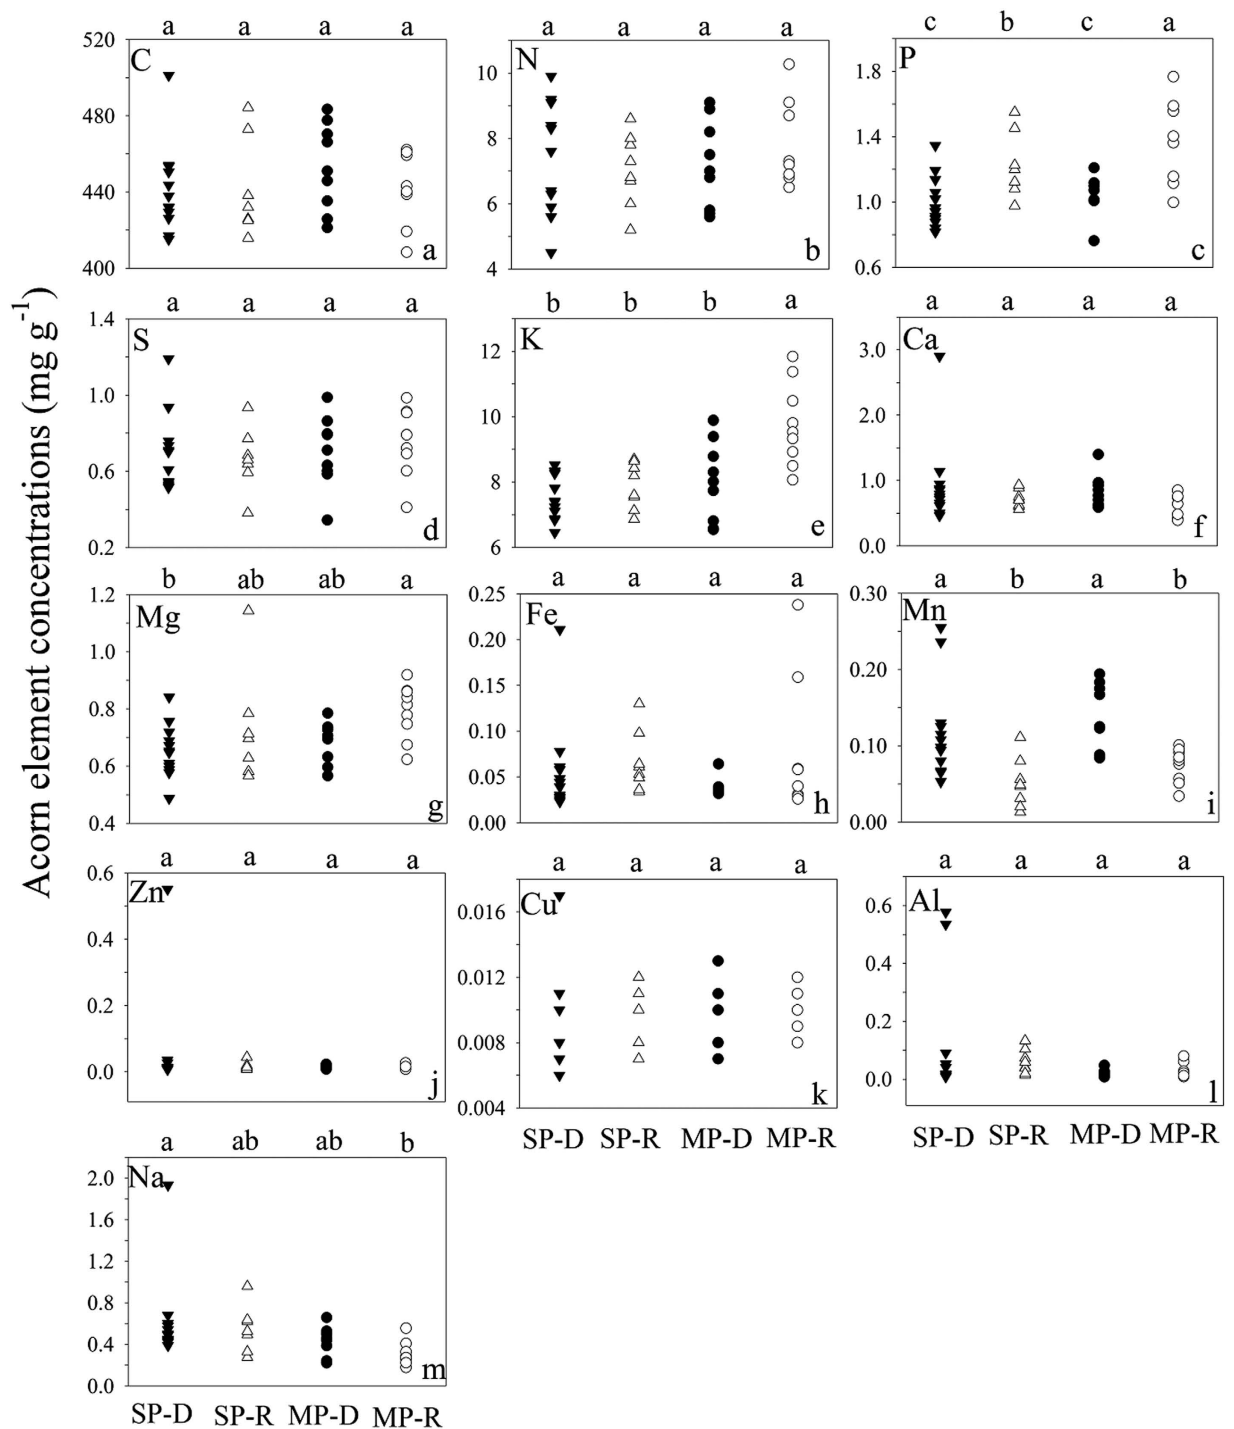 Acorn element concentrations (mg g⁻¹)
a a a a
C
520
480
440
400
a
a a a a
N
10
8
6
4
b
c b c a
P
1.8
1.4
1.0
0.6
c
a a a a
S
1.4
1.0
0.6
0.2
d
b b b a
K
12
10
8
6
e
a a a a
Ca
3.0
2.0
1.0
0.0
f
b ab ab a
Mg
1.2
1.0
0.8
0.6
0.4
g
a a a a
Fe
0.25
0.20
0.15
0.10
0.05
0.00
h
a b a b
Mn
0.30
0.20
0.10
0.00
i
a a a a
Zn
0.6
0.4
0.2
0.0
j
a a a a
Cu
0.016
0.012
0.008
0.004
k
SP-D SP-R MP-D MP-R
a a a a
Al
0.6
0.4
0.2
0.0
l
SP-D SP-R MP-D MP-R
a ab ab b
Na
2.0
1.6
1.2
0.8
0.4
0.0
m
SP-D SP-R MP-D MP-R